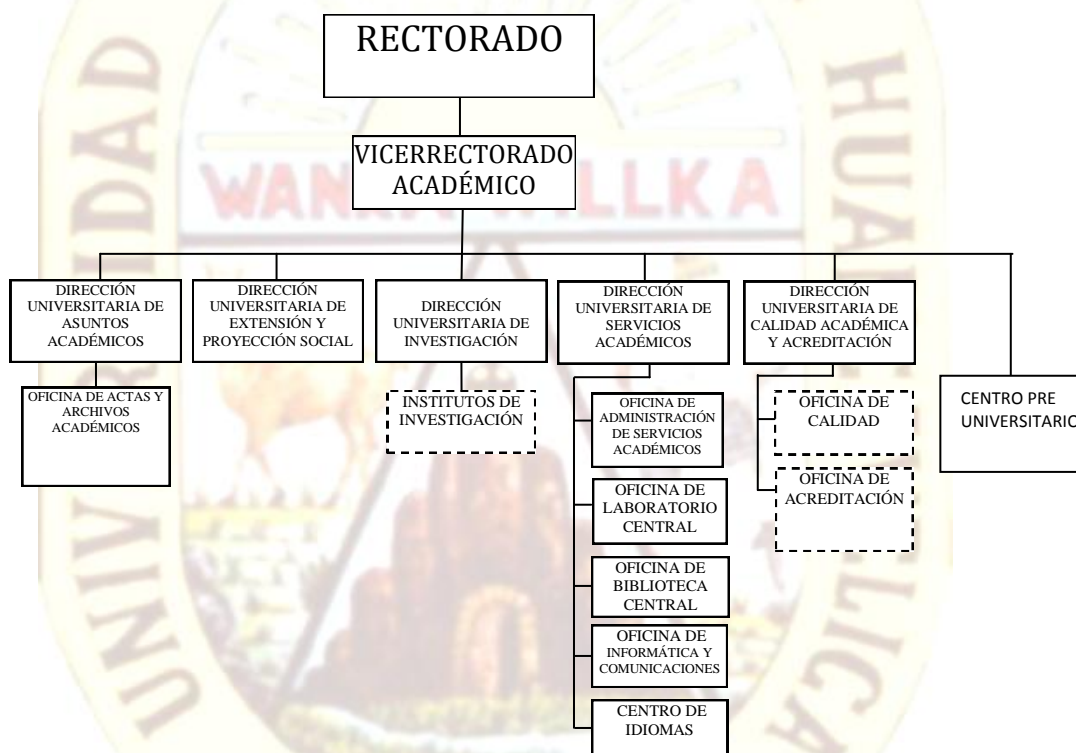 RECTORADO
VICERRECTORADO
ACADÉMICO
DIRECCIÓN
UNIVERSITARIA DE
ASUNTOS
ACADÉMICOS
DIRECCIÓN
UNIVERSITARIA DE
EXTENSIÓN Y
PROYECCIÓN SOCIAL
DIRECCIÓN
UNIVERSITARIA DE
INVESTIGACIÓN
DIRECCIÓN
UNIVERSITARIA DE
SERVICIOS
ACADÉMICOS
DIRECCIÓN
UNIVERSITARIA DE
CALIDAD ACADÉMICA
Y ACREDITACIÓN
CENTRO PRE
UNIVERSITARIO
OFICINA DE ACTAS Y
ARCHIVOS
ACADÉMICOS
INSTITUTOS DE
INVESTIGACIÓN
OFICINA DE
ADMINISTRACIÓN
DE SERVICIOS
ACADÉMICOS
OFICINA DE
LABORATORIO
CENTRAL
OFICINA DE
BIBLIOTECA
CENTRAL
OFICINA DE
INFORMÁTICA Y
COMUNICACIONES
CENTRO DE
IDIOMAS
OFICINA DE
CALIDAD
OFICINA DE
ACREDITACIÓN